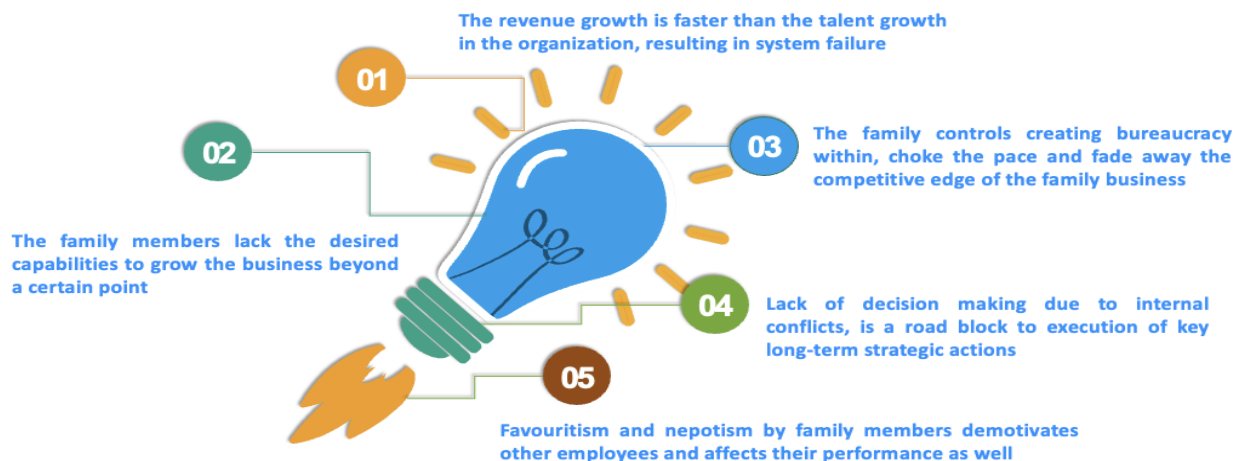 01
The revenue growth is faster than the talent growth
in the organization, resulting in system failure
02
The family members lack the desired
capabilities to grow the business beyond
a certain point
03
The family controls creating bureaucracy
within, choke the pace and fade away the
competitive edge of the family business
04
Lack of decision making due to internal
conflicts, is a road block to execution of key
long-term strategic actions
05
Favouritism and nepotism by family members demotivates
other employees and affects their performance as well